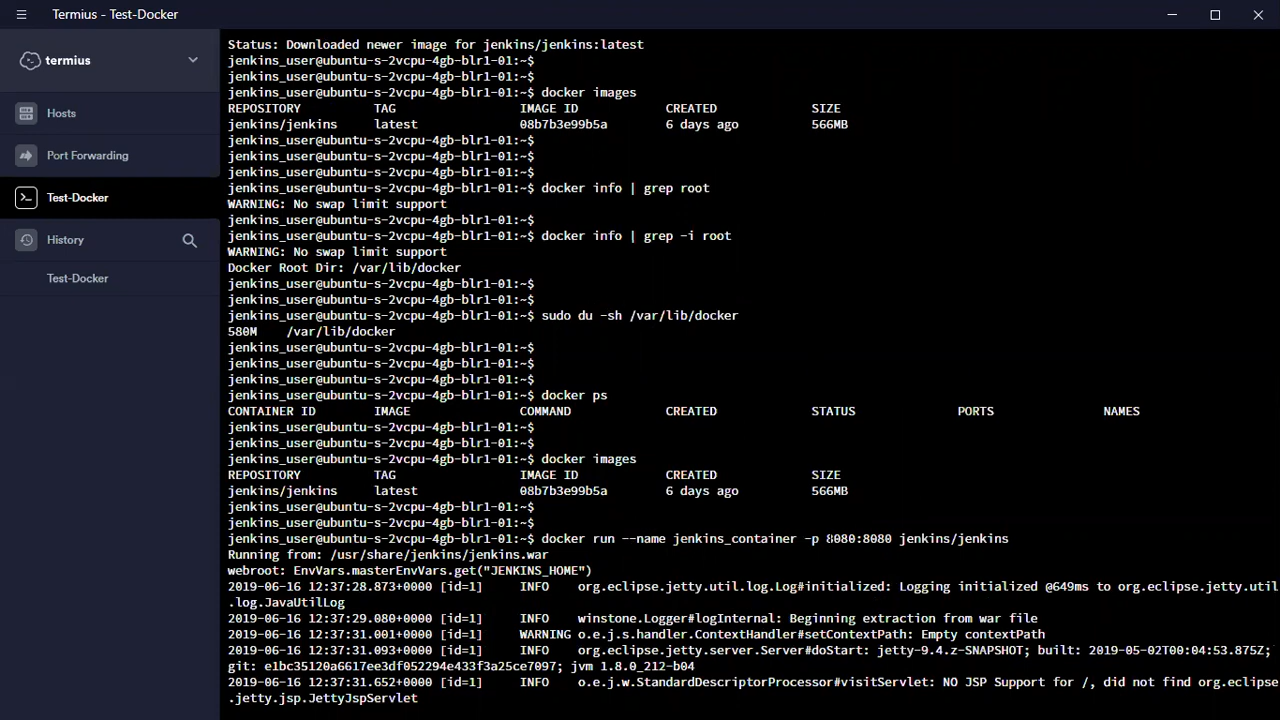 Termius - Test-Docker
termius
Hosts
Port Forwarding
Test-Docker
History
Test-Docker
Status: Downloaded newer image for jenkins/jenkins:latest
jenkins_user@ubuntu-s-2vcpu-4gb-blr1-01:~$
jenkins_user@ubuntu-s-2vcpu-4gb-blr1-01:~$
jenkins_user@ubuntu-s-2vcpu-4gb-blr1-01:~$ docker images
REPOSITORY TAG IMAGE ID CREATED SIZE
jenkins/jenkins latest 08b7b3e99b5a 6 days ago 566MB
jenkins_user@ubuntu-s-2vcpu-4gb-blr1-01:~$
jenkins_user@ubuntu-s-2vcpu-4gb-blr1-01:~$
jenkins_user@ubuntu-s-2vcpu-4gb-blr1-01:~$
jenkins_user@ubuntu-s-2vcpu-4gb-blr1-01:~$ docker info | grep root
WARNING: No swap limit support
jenkins_user@ubuntu-s-2vcpu-4gb-blr1-01:~$
jenkins_user@ubuntu-s-2vcpu-4gb-blr1-01:~$ docker info | grep -i root
WARNING: No swap limit support
Docker Root Dir: /var/lib/docker
jenkins_user@ubuntu-s-2vcpu-4gb-blr1-01:~$
jenkins_user@ubuntu-s-2vcpu-4gb-blr1-01:~$
jenkins_user@ubuntu-s-2vcpu-4gb-blr1-01:~$ sudo du -sh /var/lib/docker
580M /var/lib/docker
jenkins_user@ubuntu-s-2vcpu-4gb-blr1-01:~$
jenkins_user@ubuntu-s-2vcpu-4gb-blr1-01:~$
jenkins_user@ubuntu-s-2vcpu-4gb-blr1-01:~$
jenkins_user@ubuntu-s-2vcpu-4gb-blr1-01:~$ docker ps
CONTAINER ID IMAGE COMMAND CREATED STATUS PORTS NAMES
jenkins_user@ubuntu-s-2vcpu-4gb-blr1-01:~$
jenkins_user@ubuntu-s-2vcpu-4gb-blr1-01:~$
jenkins_user@ubuntu-s-2vcpu-4gb-blr1-01:~$ docker images
REPOSITORY TAG IMAGE ID CREATED SIZE
jenkins/jenkins latest 08b7b3e99b5a 6 days ago 566MB
jenkins_user@ubuntu-s-2vcpu-4gb-blr1-01:~$
jenkins_user@ubuntu-s-2vcpu-4gb-blr1-01:~$
jenkins_user@ubuntu-s-2vcpu-4gb-blr1-01:~$ docker run --name jenkins_container -p 8080:8080 jenkins/jenkins
Running from: /usr/share/jenkins/jenkins.war
webroot: EnvVars.masterEnvVars.get("JENKINS_HOME")
2019-06-16 12:37:28.873+0000 [id=1] INFO org.eclipse.jetty.util.log.Log#initialized: Logging initialized @649ms to org.eclipse.jetty.util
.log.JavaUtilLog
2019-06-16 12:37:29.080+0000 [id=1] INFO winstone.Logger#logInternal: Beginning extraction from war file
2019-06-16 12:37:31.001+0000 [id=1] WARNING o.e.j.s.handler.ContextHandler#setContextPath: Empty contextPath
2019-06-16 12:37:31.093+0000 [id=1] INFO org.eclipse.jetty.server.Server#doStart: jetty-9.4.z-SNAPSHOT; built: 2019-05-02T00:04:53.875Z;
git: e1bc35120a6617ee3df052294e433f3a25ce7097; jvm 1.8.0_212-b04
2019-06-16 12:37:31.652+0000 [id=1] INFO o.e.j.w.StandardDescriptorProcessor#visitServlet: NO JSP Support for /, did not find org.eclipse
.jetty.jsp.JettyJspServlet